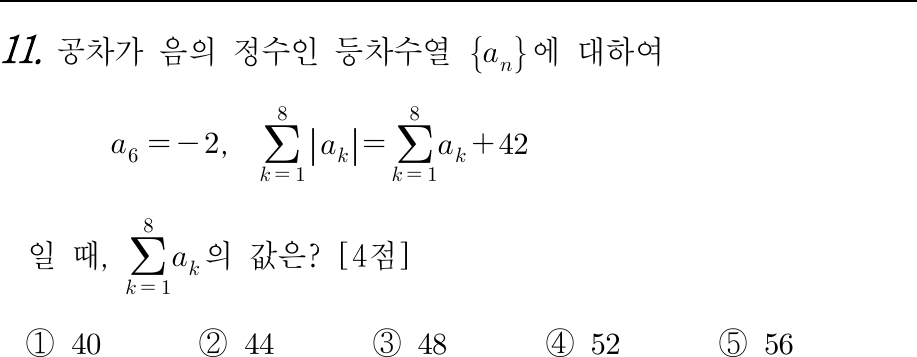 11. 공차가 음의 정수인 등차수열 {aₙ}에 대하여
a₆ = −2, ∑_{k=1}^{8} |aₖ| = ∑_{k=1}^{8} aₖ + 42
일 때, ∑_{k=1}^{8} aₖ의 값은? [4점]
① 40 ② 44 ③ 48 ④ 52 ⑤ 56